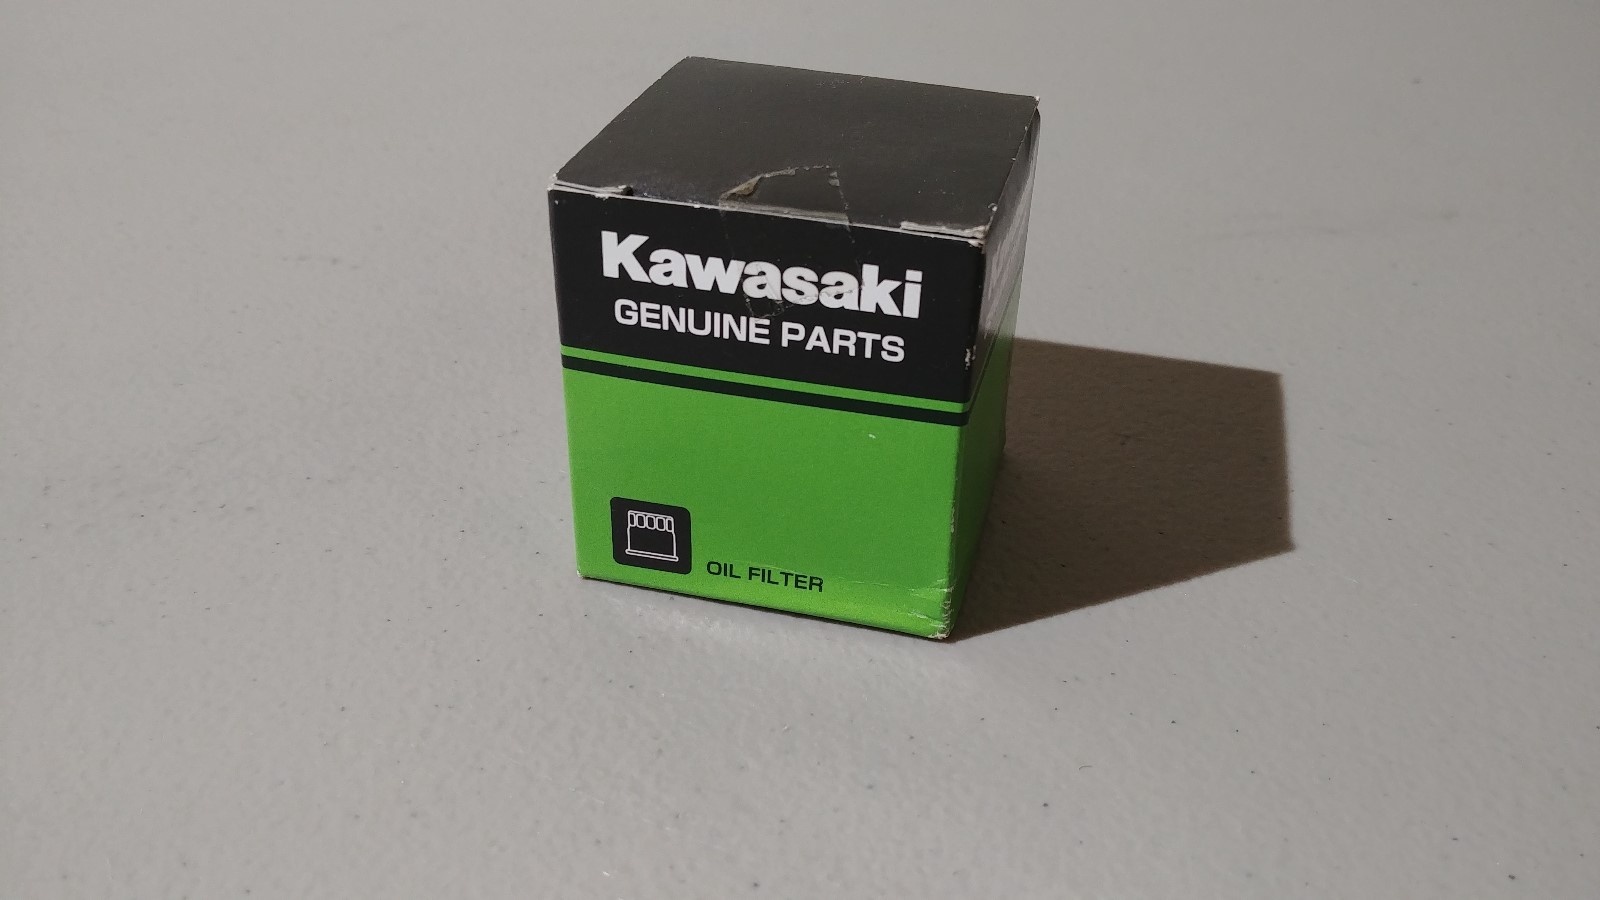 Kawasaki
GENUINE PARTS
OIL FILTER